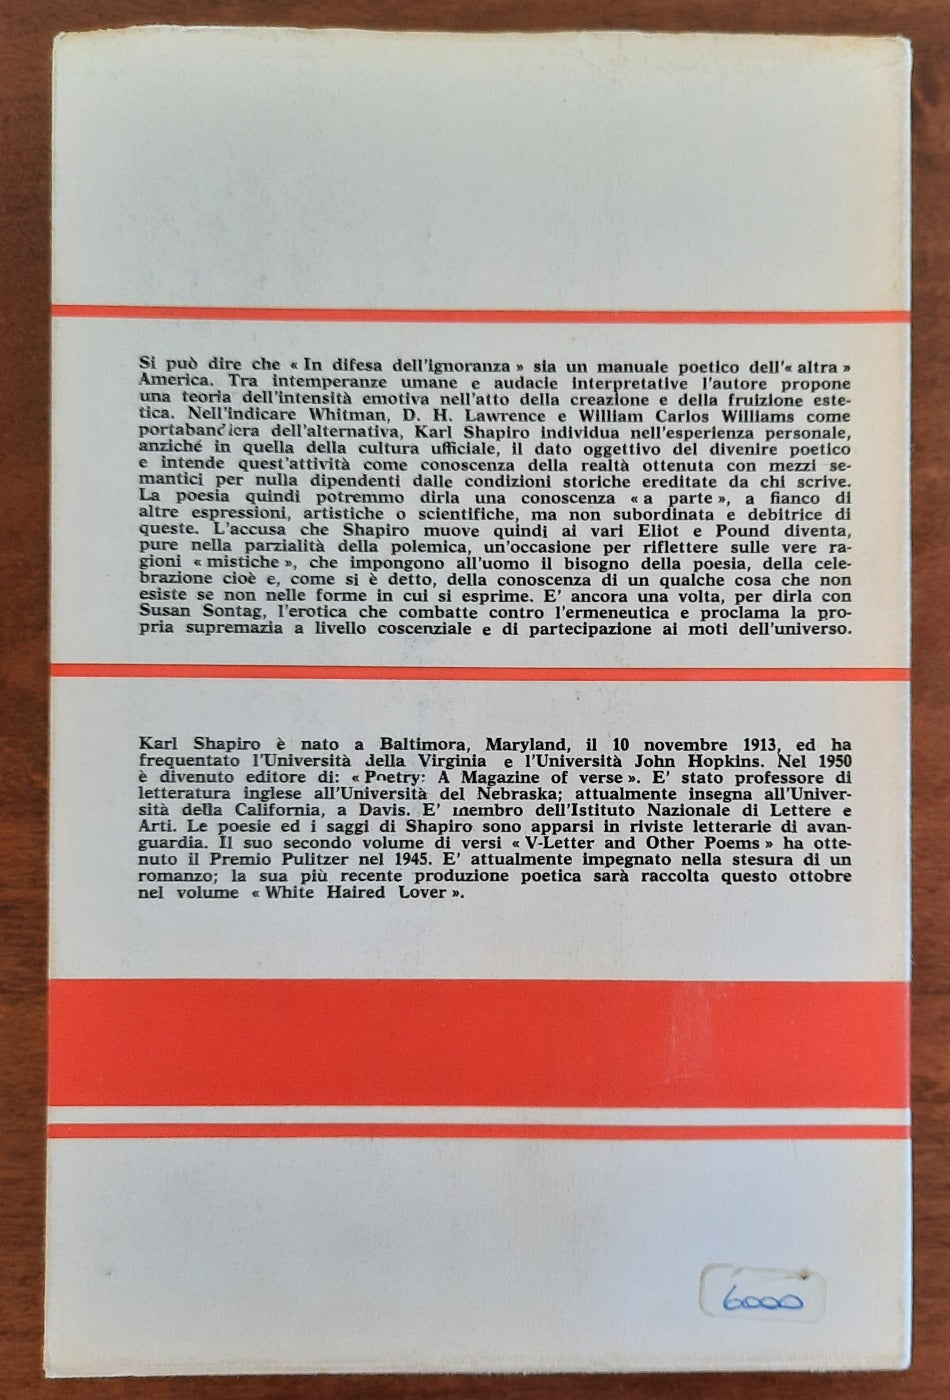 Si può dire che « In difesa dell'ignoranza » sia un manuale poetico dell'« altra »
America. Tra intemperanze umane e audacie interpretative l'autore propone
una teoria dell'intensità emotiva nell'atto della creazione e della fruizione este-
tica. Nell'indicare Whitman, D. H. Lawrence e William Carlos Williams come
portabandiera dell'alternativa, Karl Shapiro individua nell'esperienza personale,
anziché in quella della cultura ufficiale, il dato oggettivo del divenire poetico
e intende quest'attività come conoscenza della realtà ottenuta con mezzi se-
mantici per nulla dipendenti dalle condizioni storiche ereditate da chi scrive.
La poesia quindi potremmo dirla una conoscenza « a parte », a fianco di
altre espressioni, artistiche o scientifiche, ma non subordinata e debitrice di
queste. L'accusa che Shapiro muove quindi ai vari Eliot e Pound diventa,
pure nella parzialità della polemica, un'occasione per riflettere sulle vere ra-
gioni « mistiche », che impongono all'uomo il bisogno della poesia, della cele-
brazione cioè e, come si è detto, della conoscenza di un qualche cosa che non
esiste se non nelle forme in cui si esprime. E' ancora una volta, per dirla con
Susan Sontag, l'erotica che combatte contro l'ermeneutica e proclama la pro-
pria supremazia a livello coscenziale e di partecipazione ai moti dell'universo.
Karl Shapiro è nato a Baltimora, Maryland, il 10 novembre 1913, ed ha
frequentato l'Università della Virginia e l'Università John Hopkins. Nel 1950
è divenuto editore di: « Poetry: A Magazine of verse ». E' stato professore di
letteratura inglese all'Università del Nebraska; attualmente insegna all'Univer-
sità della California, a Davis. E' membro dell'Istituto Nazionale di Lettere e
Arti. Le poesie ed i saggi di Shapiro sono apparsi in riviste letterarie di avan-
guardia. Il suo secondo volume di versi « V-Letter and Other Poems » ha otte-
nuto il Premio Pulitzer nel 1945. E' attualmente impegnato nella stesura di un
romanzo; la sua più recente produzione poetica sarà raccolta questo ottobre
nel volume « White Haired Lover ».
6000